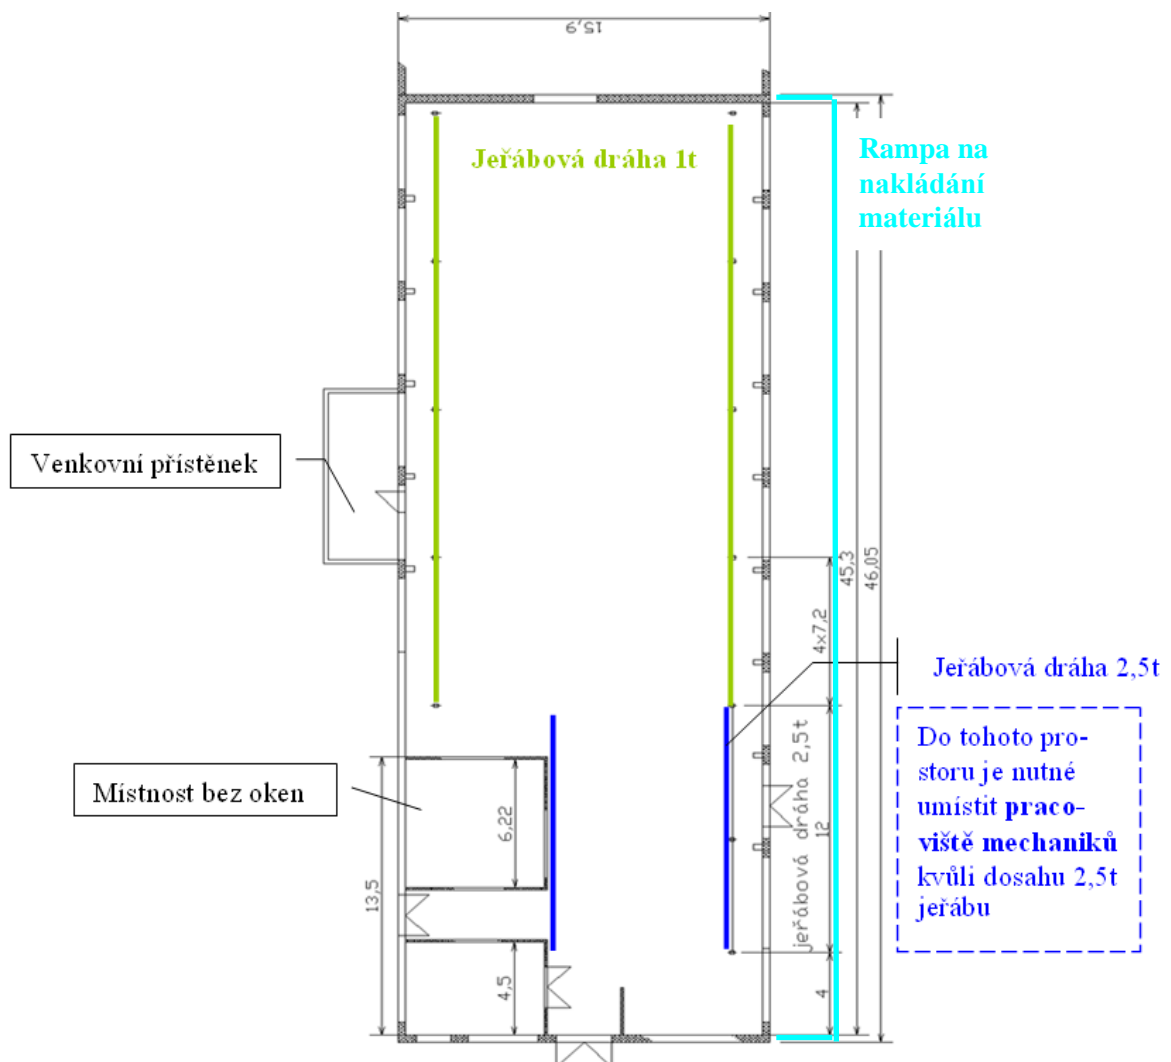 15,9
Jeřábová dráha 1t
Rampa na
nakládání
materiálu
Venkovní přístěnek
45,3
46,05
4×7,2
Jeřábová dráha 2,5t
jeřábová dráha 2,5t
12
Do tohoto pro-
storu je nutné
umístit praco-
viště mechaniků
kvůli dosahu 2,5t
jeřábu
Místnost bez oken
6,22
13,5
4,5
4